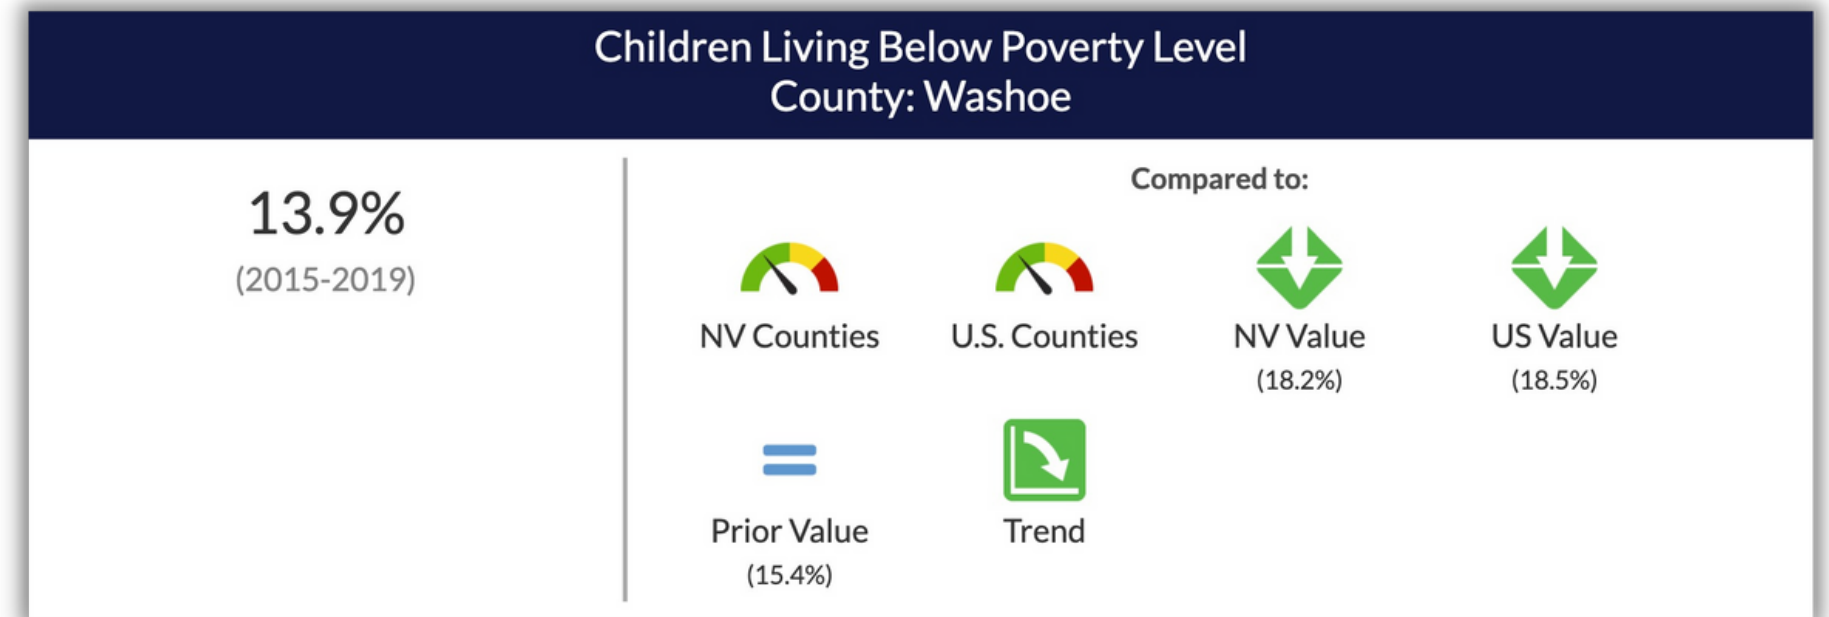 Children Living Below Poverty Level
County: Washoe
13.9%
(2015-2019)
Compared to:
NV Counties
U.S. Counties
NV Value
(18.2%)
US Value
(18.5%)
Prior Value
(15.4%)
Trend